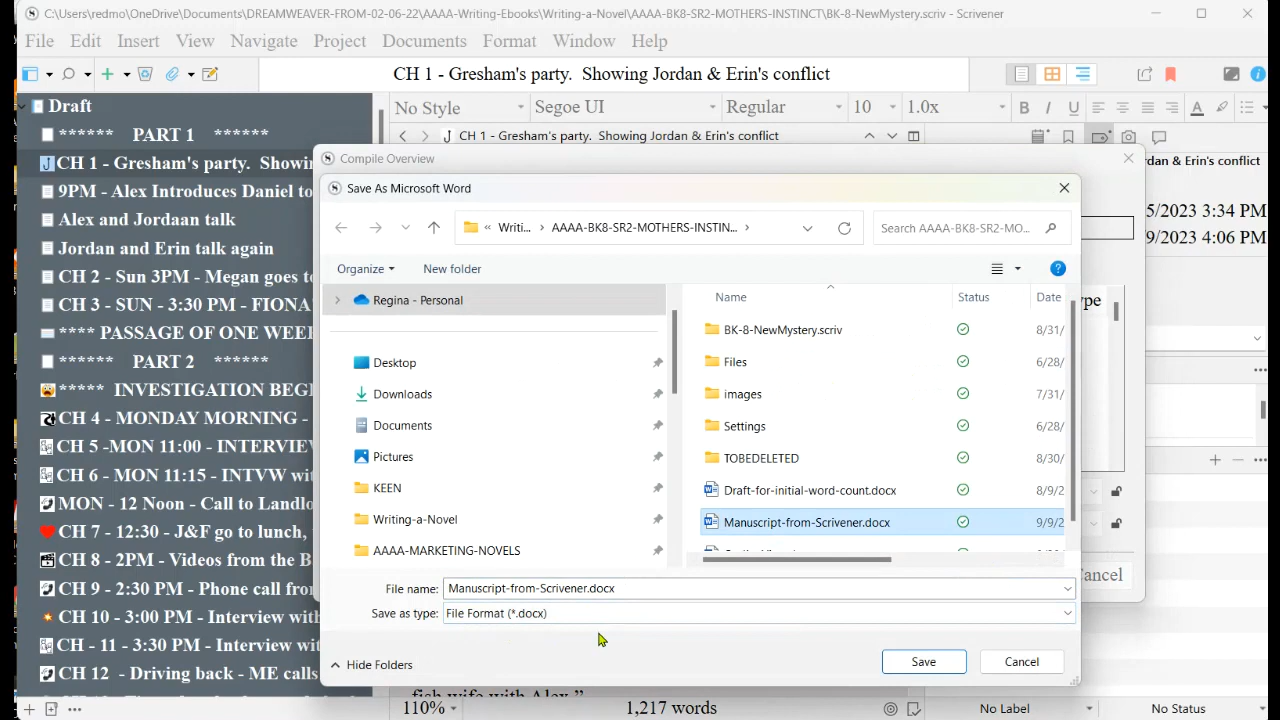 C:\Users\redmo\OneDrive\Documents\DREAMWEAVER-FROM-02-06-22\AAAA-Writing-Ebooks\Writing-a-Novel\AAAA-BK8-SR2-MOTHERS-INSTINCT\BK-8-NewMystery.scriv - Scrivener
File Edit Insert View Navigate Project Documents Format Window Help
CH 1 - Gresham's party. Showing Jordan & Erin's conflict
Draft
No Style Segoe UI Regular 10 1.0x B I U A
****** PART 1 ******
CH 1 - Gresham's party. Showing Jordan & Erin's conflict
CH 1 - Gresham's party. Showin
Compile Overview
dan & Erin's conflict
9PM - Alex Introduces Daniel to
Save As Microsoft Word
5/2023 3:34 PM
Alex and Jordaan talk
« Writi... › AAAA-BK8-SR2-MOTHERS-INSTIN... ›
Search AAAA-BK8-SR2-MO...
9/2023 4:06 PM
Jordan and Erin talk again
Organize New folder
CH 2 - Sun 3PM - Megan goes to
Name Status Date
CH 3 - SUN - 3:30 PM - FIONA
Regina - Personal
ype
**** PASSAGE OF ONE WEE
BK-8-NewMystery.scriv 8/31/
****** PART 2 ******
Desktop
Files 6/28/
***** INVESTIGATION BEG
Downloads
images 7/31/
CH 4 - MONDAY MORNING -
Documents
Settings 6/28/
CH 5 -MON 11:00 - INTERVIE
Pictures
TOBEDELETED 8/30/
CH 6 - MON 11:15 - INTVW wit
KEEN
Draft-for-initial-word-count.docx 8/9/2
MON - 12 Noon - Call to Landlo
Writing-a-Novel
Manuscript-from-Scrivener.docx 9/9/2
CH 7 - 12:30 - J&F go to lunch,
AAAA-MARKETING-NOVELS
CH 8 - 2PM - Videos from the B
Cancel
CH 9 - 2:30 PM - Phone call from
File name: Manuscript-from-Scrivener.docx
Save as type: File Format (*.docx)
CH 10 - 3:00 PM - Interview with
CH - 11 - 3:30 PM - Interview wit
Hide Folders Save Cancel
CH 12 - Driving back - ME calls
fish wife with Alex."
110% 1,217 words No Label No Status